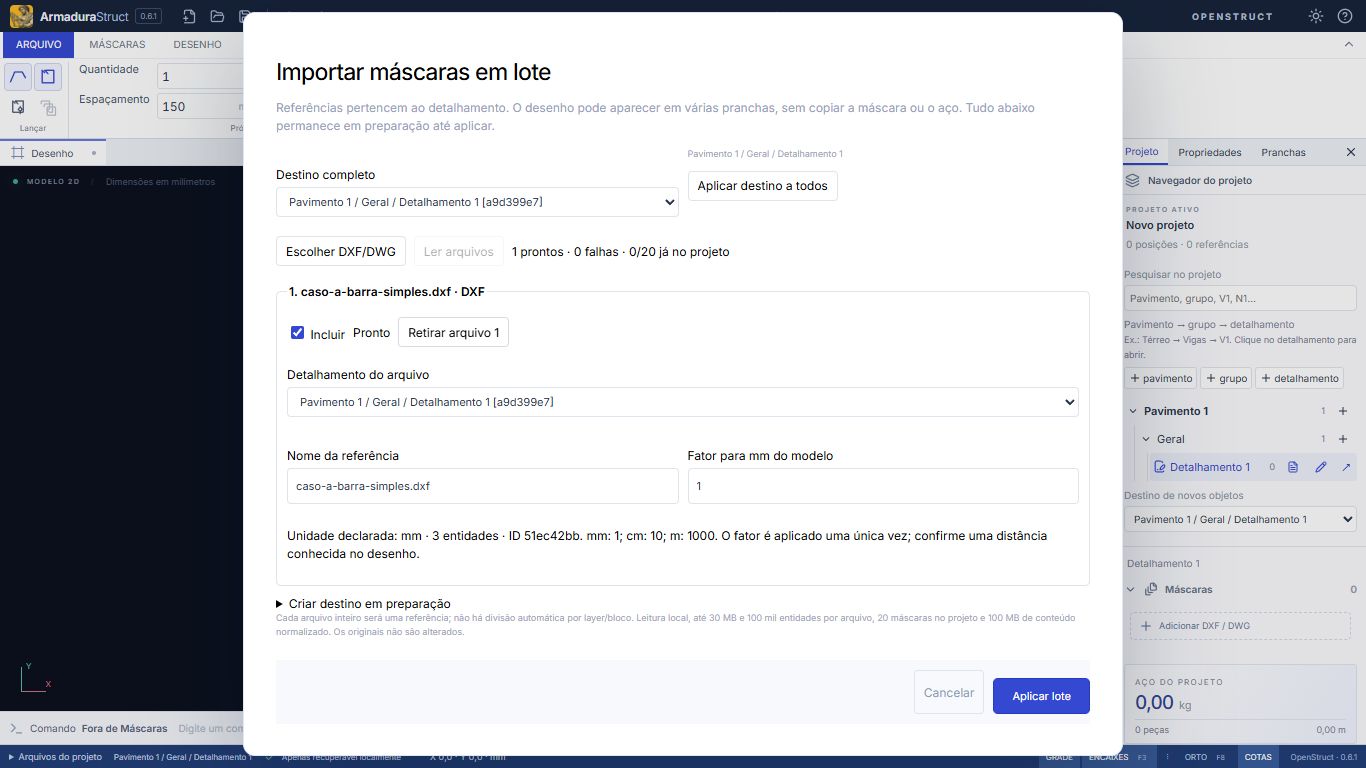 ArmaduraStruct 0.6.1
OPENSTRUCT
ARQUIVO MÁSCARAS DESENHO
Quantidade 1
Espaçamento 150
Lançar
Desenho
MODELO 2D / Dimensões em milímetros
Importar máscaras em lote
Referências pertencem ao detalhamento. O desenho pode aparecer em várias pranchas, sem copiar a máscara ou o aço. Tudo abaixo
permanece em preparação até aplicar.
Destino completo
Pavimento 1 / Geral / Detalhamento 1 [a9d399e7]
Pavimento 1 / Geral / Detalhamento 1
Aplicar destino a todos
Escolher DXF/DWG Ler arquivos 1 prontos · 0 falhas · 0/20 já no projeto
1. caso-a-barra-simples.dxf · DXF
Incluir Pronto Retirar arquivo 1
Detalhamento do arquivo
Pavimento 1 / Geral / Detalhamento 1 [a9d399e7]
Nome da referência
caso-a-barra-simples.dxf
Fator para mm do modelo
1
Unidade declarada: mm · 3 entidades · ID 51ec42bb. mm: 1; cm: 10; m: 1000. O fator é aplicado uma única vez; confirme uma distância
conhecida no desenho.
Criar destino em preparação
Cada arquivo inteiro será uma referência; não há divisão automática por layer/bloco. Leitura local, até 30 MB e 100 mil entidades por arquivo, 20 máscaras no projeto e 100 MB de conteúdo
normalizado. Os originais não são alterados.
Cancelar Aplicar lote
Projeto Propriedades Pranchas
Navegador do projeto
PROJETO ATIVO
Novo projeto
0 posições · 0 referências
Pesquisar no projeto
Pavimento, grupo, V1, N1...
Pavimento → grupo → detalhamento
Ex.: Térreo → Vigas → V1. Clique no detalhamento para
abrir.
+ pavimento + grupo + detalhamento
Pavimento 1 1 +
Geral 1 +
Detalhamento 1 0
Destino de novos objetos
Pavimento 1 / Geral / Detalhamento 1
Detalhamento 1
Máscaras 0
+ Adicionar DXF / DWG
AÇO DO PROJETO
0,00 kg
0 peças 0,00 m
Y
X
Comando Fora de Máscaras Digite um com
Arquivos do projeto Pavimento 1 / Geral / Detalhamento 1 Apenas recuperável localmente X 0,0 · Y 0,0 · mm GRADE ENCAIXES F3 ORTO F8 COTAS OpenStruct · 0.6.1